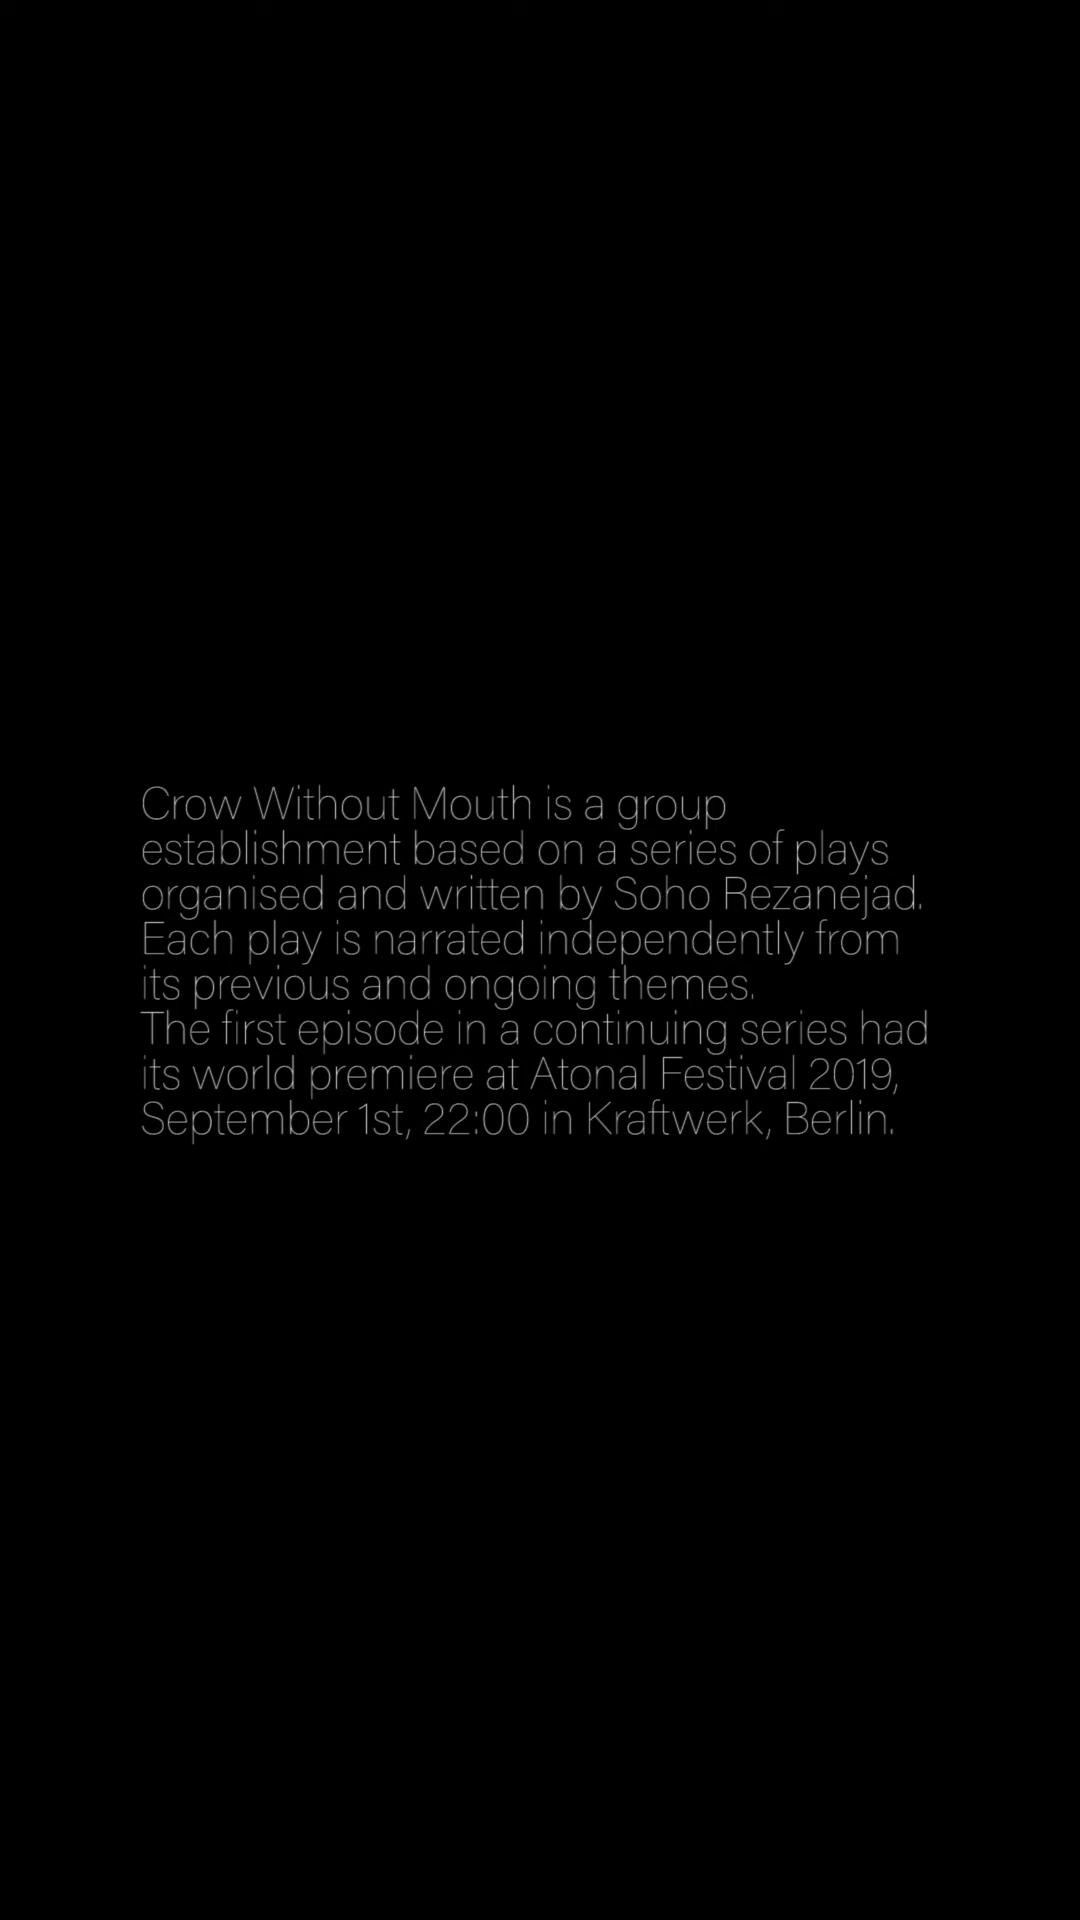 Crow Without Mouth is a group
establishment based on a series of plays
organised and written by Soho Rezanejad.
Each play is narrated independently from
its previous and ongoing themes.
The first episode in a continuing series had
its world premiere at Atonal Festival 2019,
September 1st, 22:00 in Kraftwerk, Berlin.